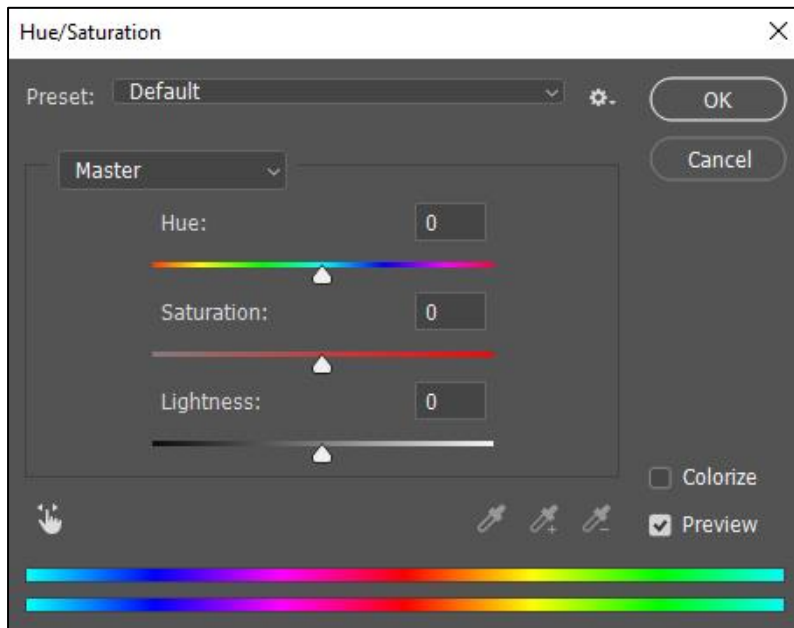 Hue/Saturation
Preset: Default
OK
Cancel
Master
Hue: 0
Saturation: 0
Lightness: 0
Colorize
Preview